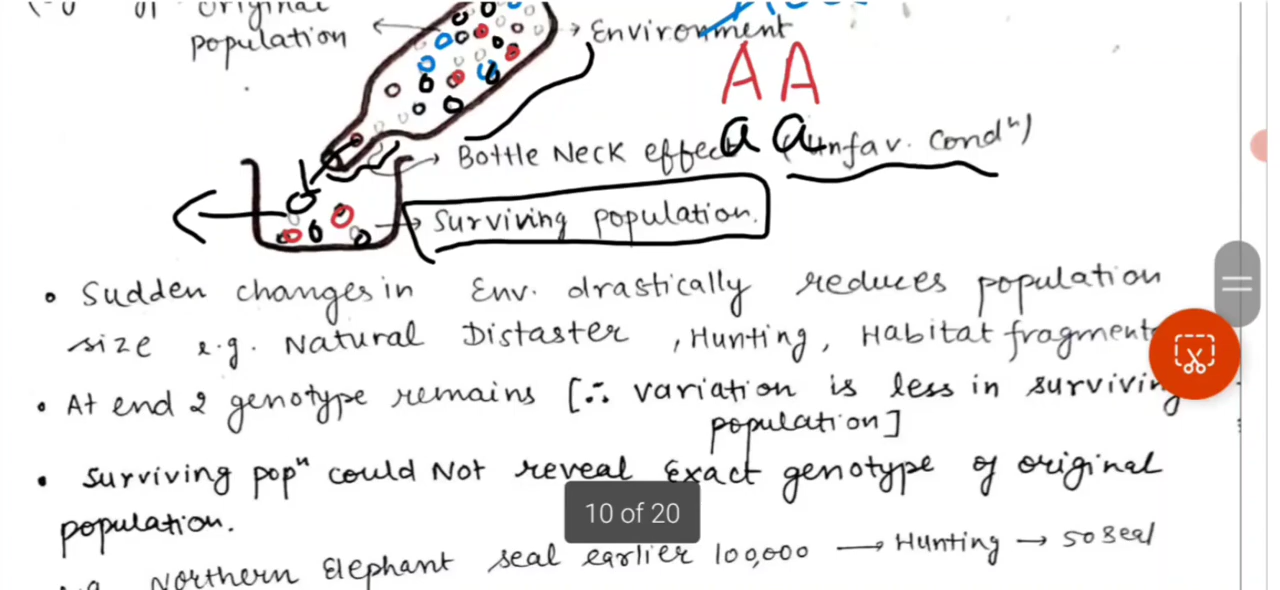 original
population
Environment
A A
a a
Bottle Neck effect (unfav. condⁿ)
Surviving population.
• Sudden changes in Env. drastically reduces population
size e.g. Natural Distaster , Hunting, Habitat fragment
• At end 2 genotype remains [∴ variation is less in surviving
population]
• Surviving popⁿ could Not reveal Exact genotype of original
population.
10 of 20
e.g. Northern Elephant seal earlier 100,000 → Hunting → 50 seal